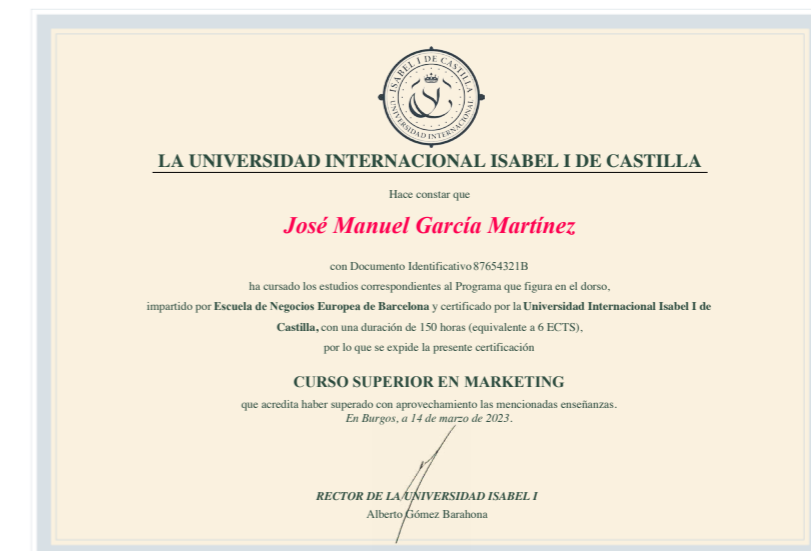 ISABEL I DE CASTILLA
UNIVERSIDAD INTERNACIONAL
LA UNIVERSIDAD INTERNACIONAL ISABEL I DE CASTILLA
Hace constar que
José Manuel García Martínez
con Documento Identificativo 87654321B
ha cursado los estudios correspondientes al Programa que figura en el dorso,
impartido por Escuela de Negocios Europea de Barcelona y certificado por la Universidad Internacional Isabel I de
Castilla, con una duración de 150 horas (equivalente a 6 ECTS),
por lo que se expide la presente certificación
CURSO SUPERIOR EN MARKETING
que acredita haber superado con aprovechamiento las mencionadas enseñanzas.
En Burgos, a 14 de marzo de 2023.
RECTOR DE LA UNIVERSIDAD ISABEL I
Alberto Gómez Barahona